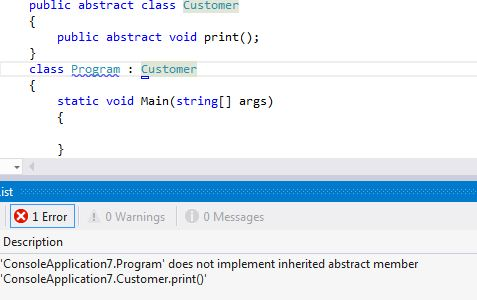 public abstract class Customer
{
public abstract void print();
}
class Program : Customer
{
static void Main(string[] args)
{
}
ist
1 Error
0 Warnings
0 Messages
Description
'ConsoleApplication7.Program' does not implement inherited abstract member
'ConsoleApplication7.Customer.print()'